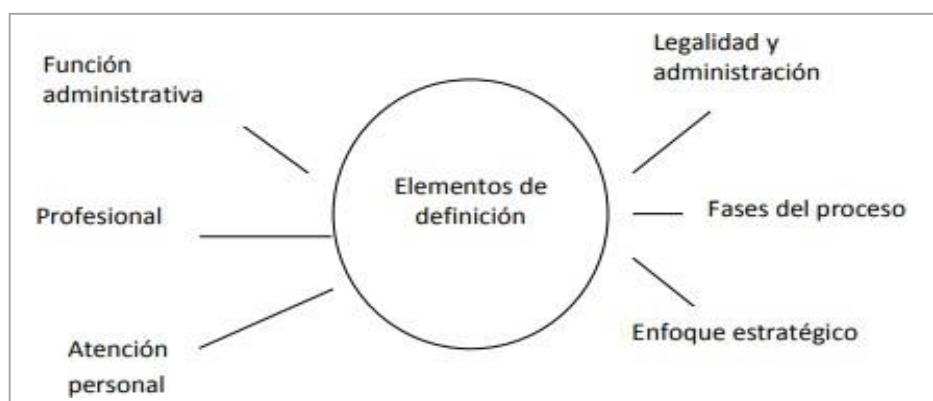 Función
administrativa
Legalidad y
administración
Elementos de
definición
Profesional
Fases del proceso
Atención
personal
Enfoque estratégico